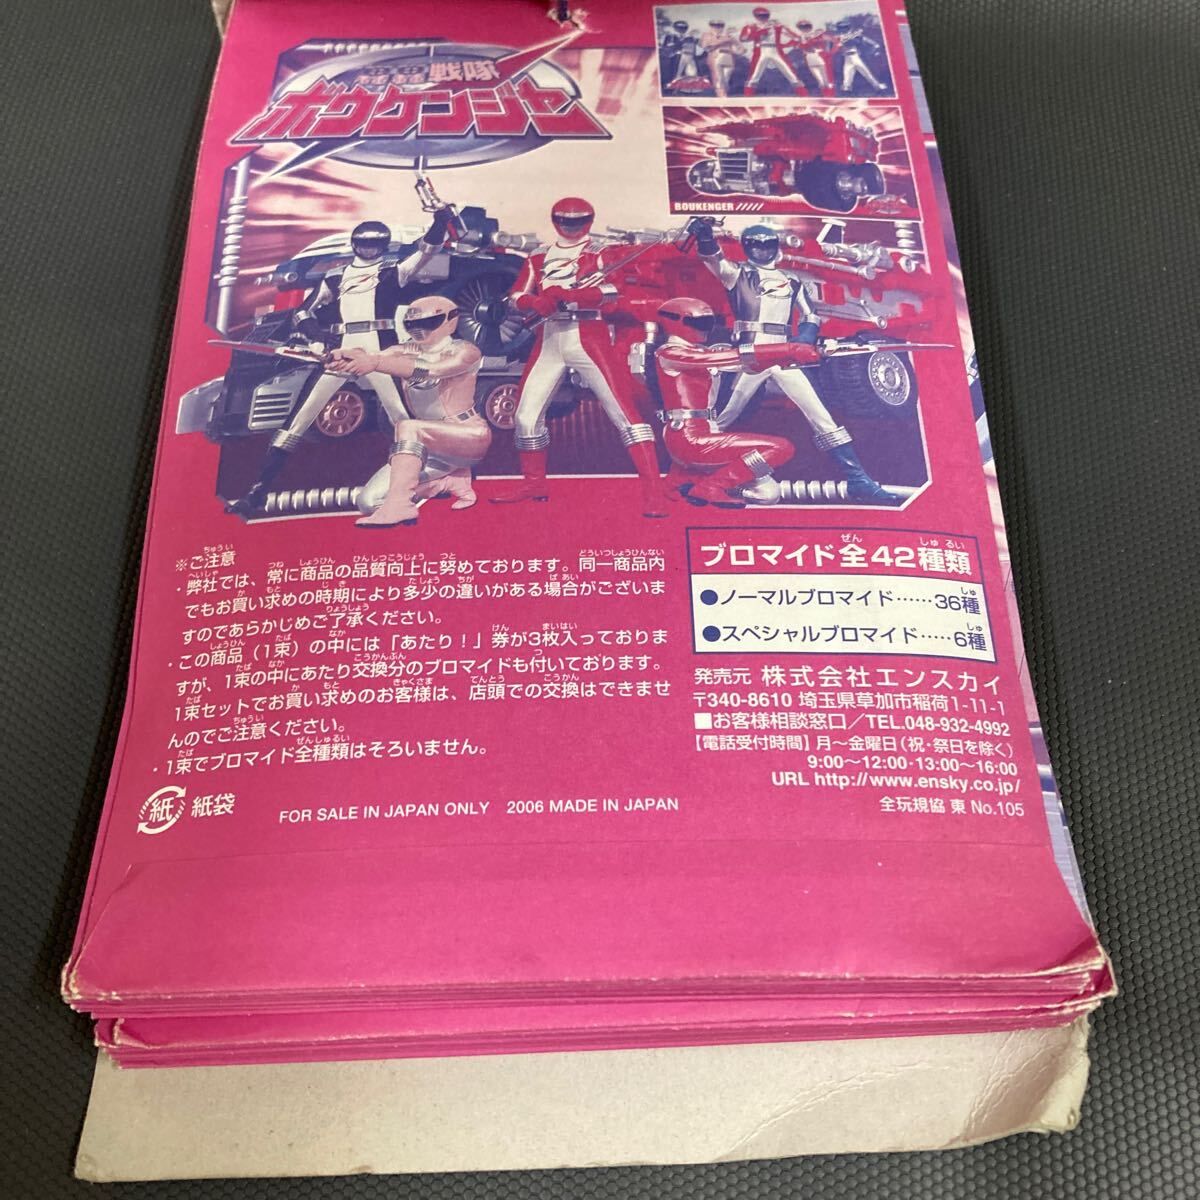 轟轟戦隊
ボウケンジャー
BOUKENGER
※ご注意
・弊社では、常に商品の品質向上に努めております。同一商品内
でもお買い求めの時期により多少の違いがある場合がございま
すのであらかじめご了承ください。
・この商品（1束）の中には「あたり！」券が3枚入っておりま
すが、1束の中にあたり交換分のブロマイドも付いております。
1束セットでお買い求めのお客様は、店頭での交換はできませ
んのでご注意ください。
・1束でブロマイド全種類はそろいません。
紙 紙袋
FOR SALE IN JAPAN ONLY 2006 MADE IN JAPAN
ブロマイド全42種類
●ノーマルブロマイド……36種
●スペシャルブロマイド……6種
発売元 株式会社エンスカイ
〒340-8610 埼玉県草加市稲荷1-11-1
■お客様相談窓口／TEL.048-932-4992
【電話受付時間】月〜金曜日（祝・祭日を除く）
9:00〜12:00・13:00〜16:00
URL http://www.ensky.co.jp/
全玩規協 東 No.105